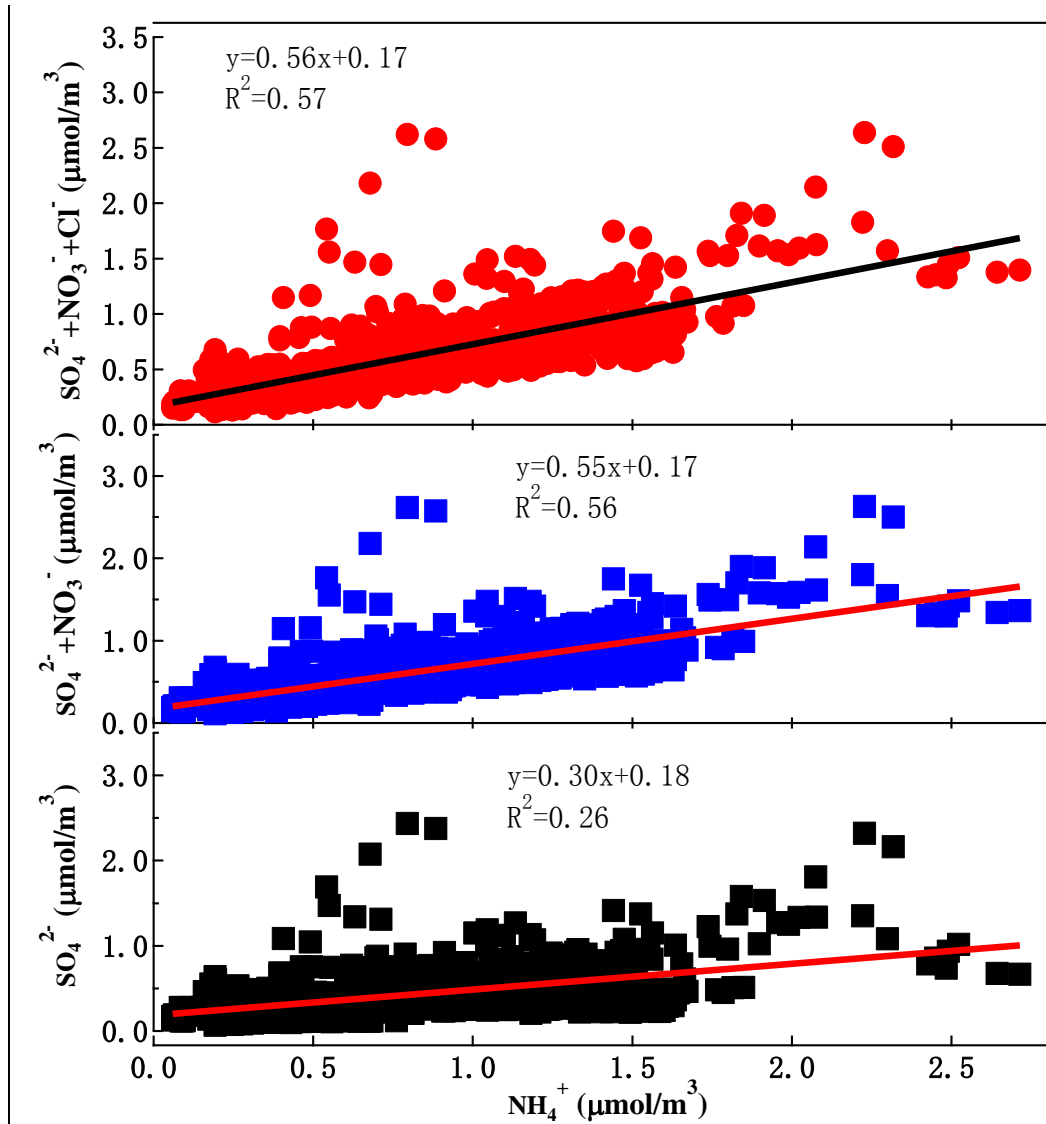 3.5
3.0
2.5
2.0
1.5
1.0
0.5
0.0
SO₄²⁻+NO₃⁻+Cl⁻ (μmol/m³)
y=0.56x+0.17
R²=0.57
3.0
2.0
1.0
0.0
SO₄²⁻+NO₃⁻ (μmol/m³)
y=0.55x+0.17
R²=0.56
3.0
2.0
1.0
0.0
SO₄²⁻ (μmol/m³)
y=0.30x+0.18
R²=0.26
0.0 0.5 1.0 1.5 2.0 2.5
NH₄⁺ (μmol/m³)